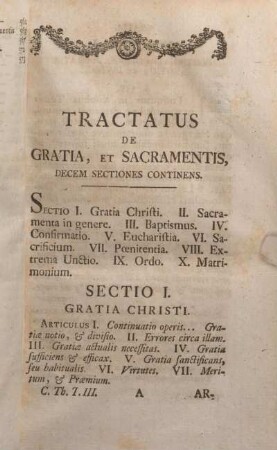 TRACTATUS
DE
GRATIA, ET SACRAMENTIS,
DECEM SECTIONES CONTINENS.
SECTIO I. Gratia Christi. II. Sacra-
menta in genere. III. Baptismus. IV.
Confirmatio. V. Eucharistia. VI. Sa-
crificium. VII. Pœnitentia. VIII. Ex-
trema Unctio. IX. Ordo. X. Matri-
monium.
SECTIO I.
GRATIA CHRISTI.
ARTICULUS I. Continuatio operis... Gra-
tiæ notio, & divisio. II. Errores circa illam.
III. Gratiæ actualis necessitas. IV. Gratia
sufficiens & efficax. V. Gratia sanctificans,
seu habitualis. VI. Virtutes. VII. Meri-
tum, & Præmium.
C. Th. T. III. A AR-